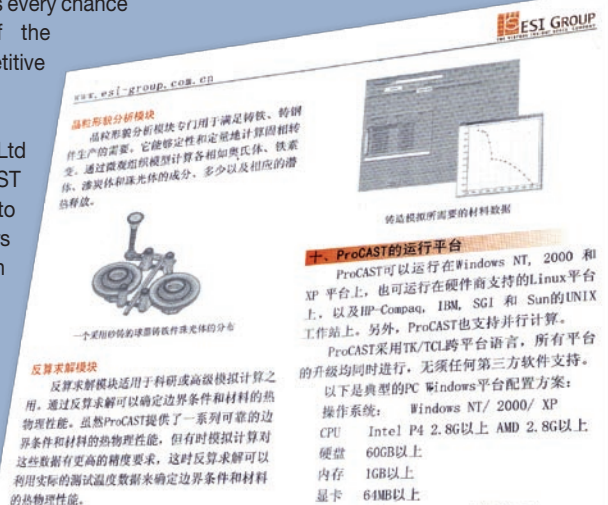 s every chance
f the
etitive
Ltd
ST
to
rs
n
ESI GROUP
www.esi-group.com.cn
晶粒形貌分析模块
晶粒形貌分析模块专门用于满足铸铁、铸钢
件生产的需要，它能够定性和定量地计算固相转
变。通过微观组织模型计算各相如奥氏体、铁素
体、渗炭体和珠光体的成分、多少以及相应的潜
热释放。
一个采用砂铸的球墨铸铁件珠光体的分布
反算求解模块
反算求解模块适用于科研或高级模拟计算之
用。通过反算求解可以确定边界条件和材料的热
物理性能。虽然ProCAST提供了一系列可靠的边
界条件和材料的热物理性能，但有时模拟计算对
这些数据有更高的精度要求，这时反算求解可以
利用实际的测试温度数据来确定边界条件和材料
的热物理性能。
铸造模拟所需要的材料数据
十、ProCAST的运行平台
ProCAST可以运行在Windows NT, 2000 和
XP 平台上，也可运行在硬件商支持的Linux平台
上，以及HP-Compaq, IBM, SGI 和 Sun的UNIX
工作站上。另外，ProCAST也支持并行计算。
ProCAST采用TK/TCL跨平台语言，所有平台
的升级均同时进行，无须任何第三方软件支持。
以下是典型的PC Windows平台配置方案：
操作系统： Windows NT/ 2000/ XP
CPU Intel P4 2.8G以上 AMD 2.8G以上
硬盘 60GB以上
内存 1GB以上
显卡 64MB以上